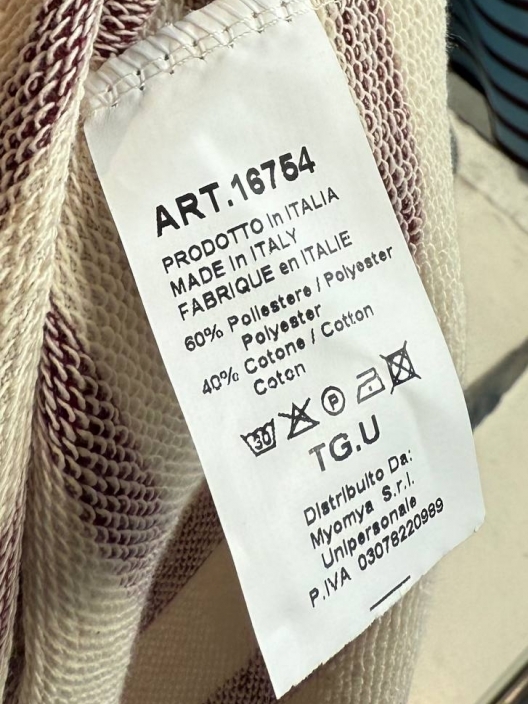 ART.16754
PRODOTTO in ITALIA
MADE in ITALY
FABRIQUE en ITALIE
60% Poliestere / Polyester
Polyester
40% Cotone / Cotton
Coton
30 P
TG.U
Distribuito Da:
Myomya S.r.l.
Unipersonale
P.IVA 03078220989